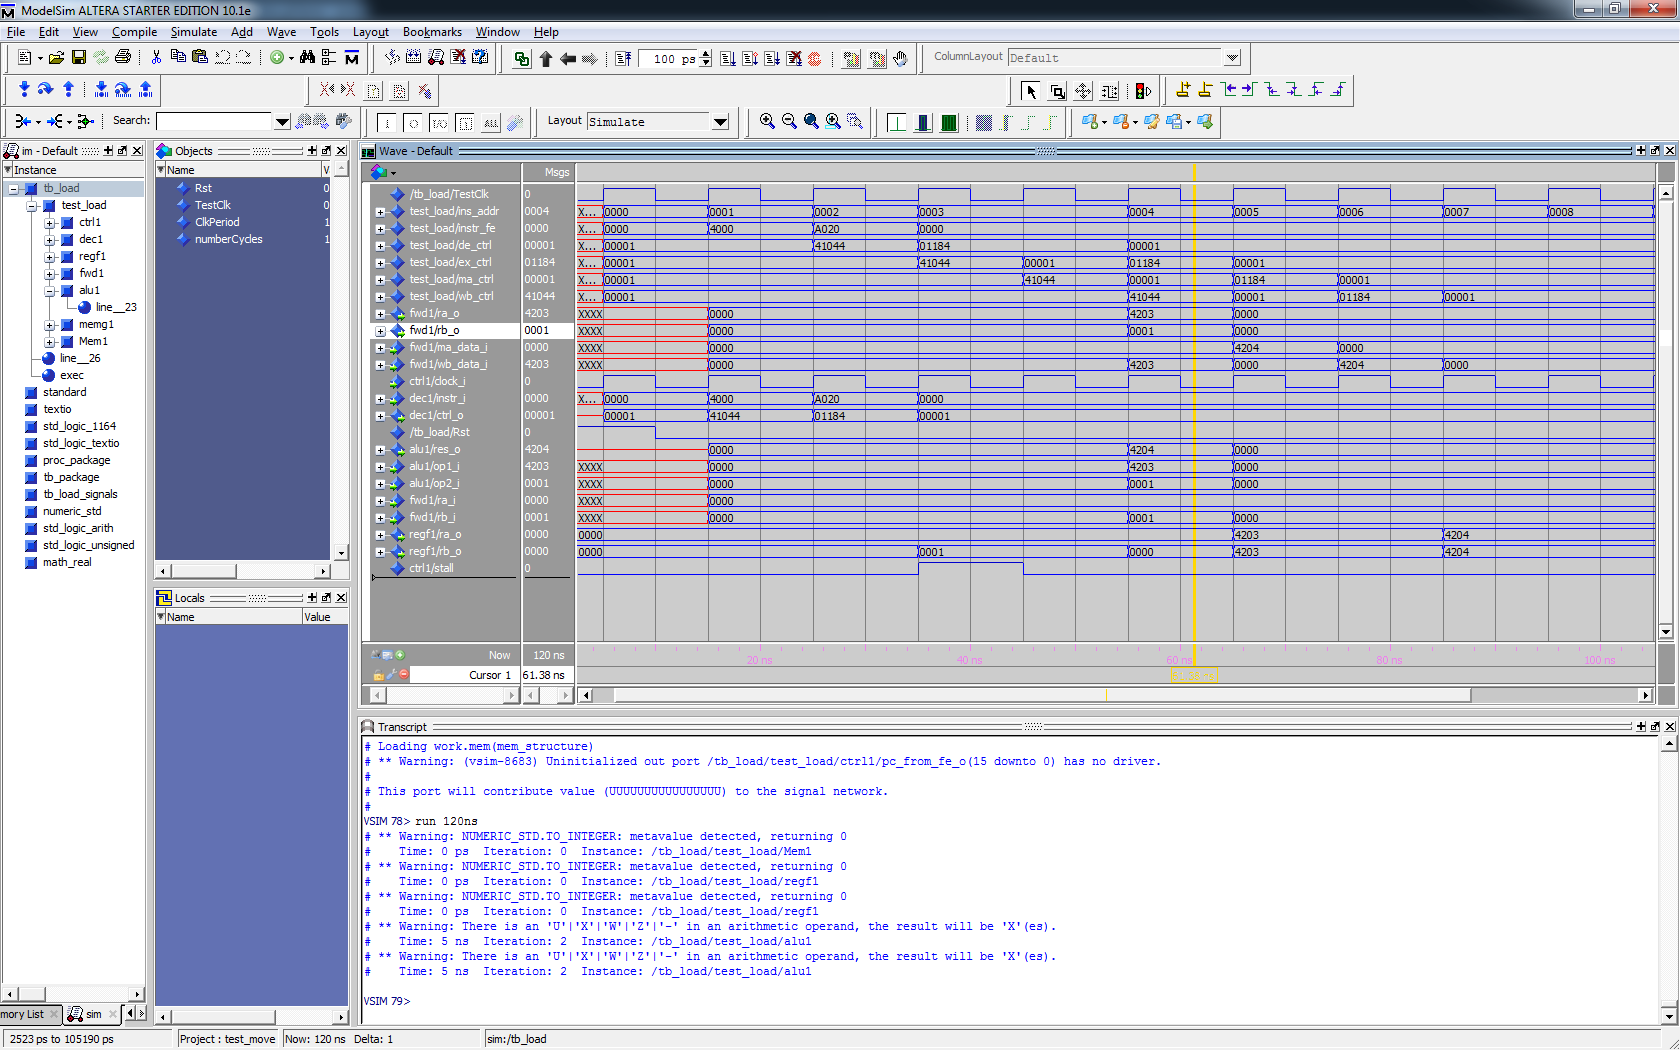 ModelSim ALTERA STARTER EDITION 10.1e
File Edit View Compile Simulate Add Wave Tools Layout Bookmarks Window Help
100 ps ColumnLayout Default
Search: Layout Simulate
im - Default
Instance
tb_load
test_load
ctrl1
dec1
regf1
fwd1
alu1
line__23
memg1
Mem1
line__26
exec
standard
textio
std_logic_1164
std_logic_textio
proc_package
tb_package
tb_load_signals
numeric_std
std_logic_arith
std_logic_unsigned
math_real
mory List sim
Objects
Name V
Rst 0
TestClk 0
ClkPeriod 1
numberCycles 1
Locals
Name Value
Wave - Default
Msgs
/tb_load/TestClk 0
test_load/ins_addr 0004 X... 0000 0001 0002 0003 0004 0005 0006 0007 0008
test_load/instr_fe 0000 X... 0000 4000 A020 0000
test_load/de_ctrl 00001 X... 00001 41044 01184 00001
test_load/ex_ctrl 01184 X... 00001 41044 00001 01184 00001
test_load/ma_ctrl 00001 X... 00001 41044 00001 01184 00001
test_load/wb_ctrl 41044 X... 00001 41044 00001 01184 00001
fwd1/ra_o 4203 XXXX 0000 4203 0000
fwd1/rb_o 0001 XXXX 0000 0001 0000
fwd1/ma_data_i 0000 XXXX 0000 4204 0000
fwd1/wb_data_i 4203 XXXX 0000 4203 0000 4204 0000
ctrl1/clock_i 0
dec1/instr_i 0000 X... 0000 4000 A020 0000
dec1/ctrl_o 00001 00001 41044 01184 00001
/tb_load/Rst 0
alu1/res_o 4204 0000 4204 0000
alu1/op1_i 4203 XXXX 0000 4203 0000
alu1/op2_i 0001 XXXX 0000 0001 0000
fwd1/ra_i 0000 XXXX 0000
fwd1/rb_i 0001 XXXX 0000 0001 0000
regf1/ra_o 0000 0000 4203 4204
regf1/rb_o 0000 0000 0001 0000 4203 4204
ctrl1/stall 0
Now 120 ns 20 ns 40 ns 60 ns 80 ns 100 ns
Cursor 1 61.38 ns 61.38 ns
Transcript
# Loading work.mem(mem_structure)
# ** Warning: (vsim-8683) Uninitialized out port /tb_load/test_load/ctrl1/pc_from_fe_o(15 downto 0) has no driver.
#
# This port will contribute value (UUUUUUUUUUUUUUUU) to the signal network.
#
VSIM 78> run 120ns
# ** Warning: NUMERIC_STD.TO_INTEGER: metavalue detected, returning 0
# Time: 0 ps Iteration: 0 Instance: /tb_load/test_load/Mem1
# ** Warning: NUMERIC_STD.TO_INTEGER: metavalue detected, returning 0
# Time: 0 ps Iteration: 0 Instance: /tb_load/test_load/regf1
# ** Warning: NUMERIC_STD.TO_INTEGER: metavalue detected, returning 0
# Time: 0 ps Iteration: 0 Instance: /tb_load/test_load/regf1
# ** Warning: There is an 'U'|'X'|'W'|'Z'|'-' in an arithmetic operand, the result will be 'X'(es).
# Time: 5 ns Iteration: 2 Instance: /tb_load/test_load/alu1
# ** Warning: There is an 'U'|'X'|'W'|'Z'|'-' in an arithmetic operand, the result will be 'X'(es).
# Time: 5 ns Iteration: 2 Instance: /tb_load/test_load/alu1
VSIM 79>
2523 ps to 105190 ps Project : test_move Now: 120 ns Delta: 1 sim:/tb_load